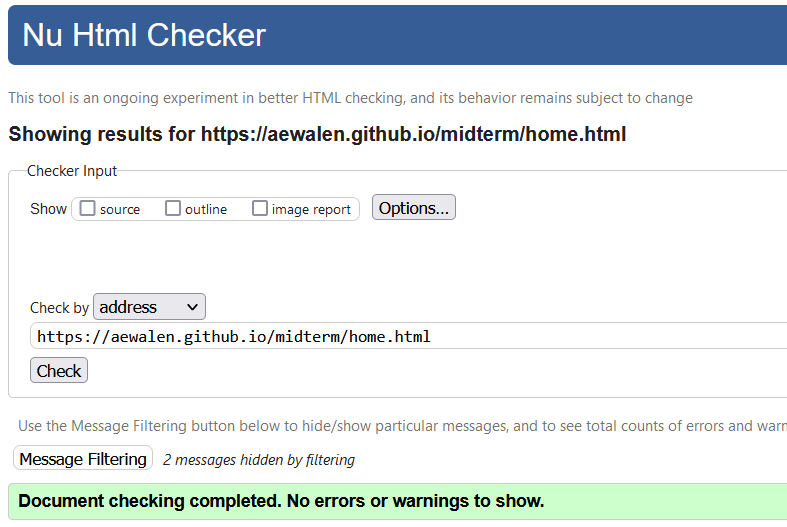 Nu Html Checker
This tool is an ongoing experiment in better HTML checking, and its behavior remains subject to change
Showing results for https://aewalen.github.io/midterm/home.html
Checker Input
Show source outline image report Options...
Check by address
https://aewalen.github.io/midterm/home.html
Check
Use the Message Filtering button below to hide/show particular messages, and to see total counts of errors and
Message Filtering 2 messages hidden by filtering
Document checking completed. No errors or warnings to show.